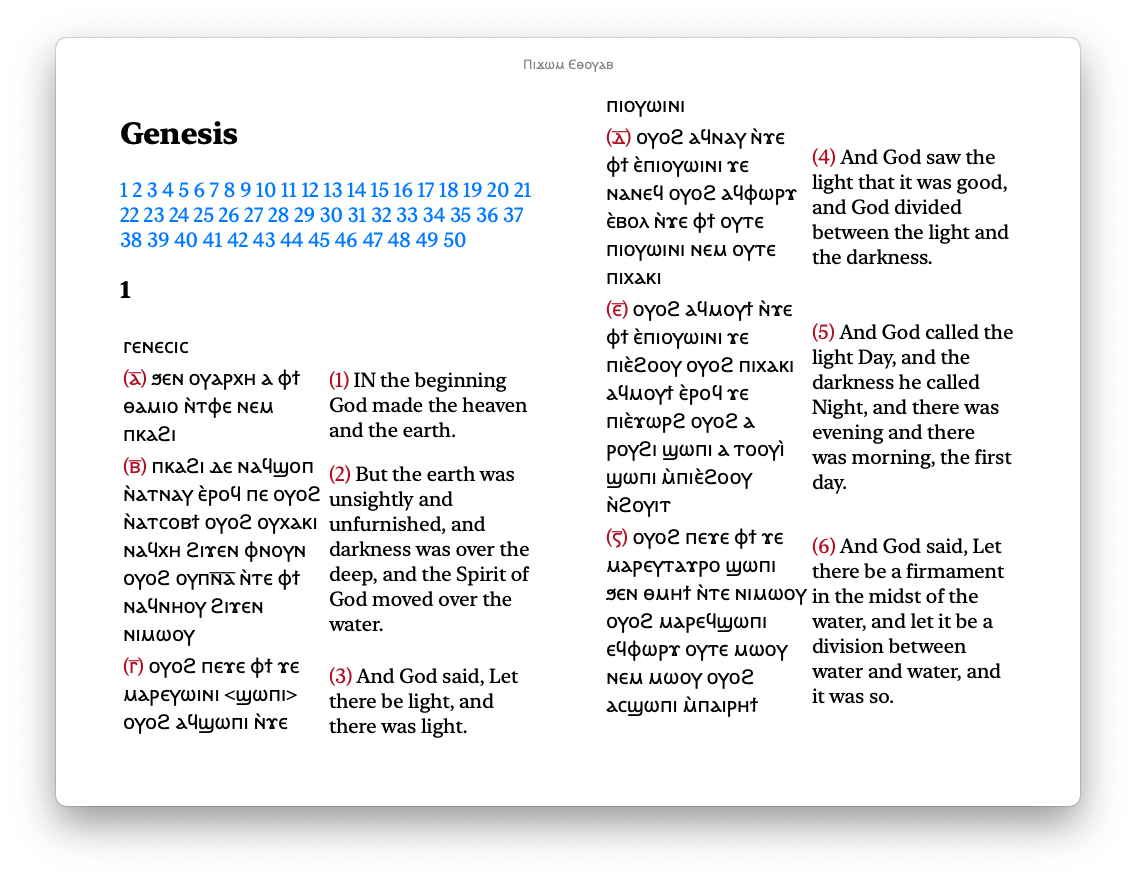 Ⲡⲓϫⲱⲙ Ⲉⲑⲟⲩⲁⲃ
Genesis
1 2 3 4 5 6 7 8 9 10 11 12 13 14 15 16 17 18 19 20 21
22 23 24 25 26 27 28 29 30 31 32 33 34 35 36 37
38 39 40 41 42 43 44 45 46 47 48 49 50
1
ⲅⲉⲛⲉⲥⲓⲥ
(ⲁ̅) ϧⲉⲛ ⲟⲩⲁⲣⲭⲏ ⲁ ⲫϯ
ⲑⲁⲙⲓⲟ ⲛ̀ⲧⲫⲉ ⲛⲉⲙ
ⲡⲕⲁϩⲓ
(1) IN the beginning
God made the heaven
and the earth.
(ⲃ̅) ⲡⲕⲁϩⲓ ⲇⲉ ⲛⲁϥϣⲟⲡ
ⲛ̀ⲁⲧⲛⲁⲩ ⲉ̀ⲣⲟϥ ⲡⲉ ⲟⲩⲟϩ
ⲛ̀ⲁⲧⲥⲟⲃϯ ⲟⲩⲟϩ ⲟⲩⲭⲁⲕⲓ
ⲛⲁϥⲭⲏ ϩⲓϫⲉⲛ ⲫⲛⲟⲩⲛ
ⲟⲩⲟϩ ⲟⲩⲡⲛ̅ⲁ̅ ⲛ̀ⲧⲉ ⲫϯ
ⲛⲁϥⲛⲏⲟⲩ ϩⲓϫⲉⲛ
ⲛⲓⲙⲱⲟⲩ
(2) But the earth was
unsightly and
unfurnished, and
darkness was over the
deep, and the Spirit of
God moved over the
water.
(ⲅ̅) ⲟⲩⲟϩ ⲡⲉϫⲉ ⲫϯ ϫⲉ
ⲙⲁⲣⲉⲩⲱⲓⲛⲓ <ϣⲱⲡⲓ>
ⲟⲩⲟϩ ⲁϥϣⲱⲡⲓ ⲛ̀ϫⲉ
(3) And God said, Let
there be light, and
there was light.
ⲡⲓⲟⲩⲱⲓⲛⲓ
(ⲇ̅) ⲟⲩⲟϩ ⲁϥⲛⲁⲩ ⲛ̀ϫⲉ
ⲫϯ ⲉ̀ⲡⲓⲟⲩⲱⲓⲛⲓ ϫⲉ
ⲛⲁⲛⲉϥ ⲟⲩⲟϩ ⲁϥⲫⲱⲣϫ
ⲉ̀ⲃⲟⲗ ⲛ̀ϫⲉ ⲫϯ ⲟⲩⲧⲉ
ⲡⲓⲟⲩⲱⲓⲛⲓ ⲛⲉⲙ ⲟⲩⲧⲉ
ⲡⲓⲭⲁⲕⲓ
(4) And God saw the
light that it was good,
and God divided
between the light and
the darkness.
(ⲉ̅) ⲟⲩⲟϩ ⲁϥⲙⲟⲩϯ ⲛ̀ϫⲉ
ⲫϯ ⲉ̀ⲡⲓⲟⲩⲱⲓⲛⲓ ϫⲉ
ⲡⲓⲉ̀ϩⲟⲟⲩ ⲟⲩⲟϩ ⲡⲓⲭⲁⲕⲓ
ⲁϥⲙⲟⲩϯ ⲉ̀ⲣⲟϥ ϫⲉ
ⲡⲓⲉ̀ϫⲱⲣϩ ⲟⲩⲟϩ ⲁ
ⲣⲟⲩϩⲓ ϣⲱⲡⲓ ⲁ ⲧⲟⲟⲩⲓ̀
ϣⲱⲡⲓ ⲙ̀ⲡⲓⲉ̀ϩⲟⲟⲩ
ⲛ̀ϩⲟⲩⲓⲧ
(5) And God called the
light Day, and the
darkness he called
Night, and there was
evening and there
was morning, the first
day.
(ⲋ̅) ⲟⲩⲟϩ ⲡⲉϫⲉ ⲫϯ ϫⲉ
ⲙⲁⲣⲉⲩⲧⲁϫⲣⲟ ϣⲱⲡⲓ
ϧⲉⲛ ⲑⲙⲏϯ ⲛ̀ⲧⲉ ⲛⲓⲙⲱⲟⲩ
ⲟⲩⲟϩ ⲙⲁⲣⲉϥϣⲱⲡⲓ
ⲉϥⲫⲱⲣϫ ⲟⲩⲧⲉ ⲙⲱⲟⲩ
ⲛⲉⲙ ⲙⲱⲟⲩ ⲟⲩⲟϩ
ⲁⲥϣⲱⲡⲓ ⲙ̀ⲡⲁⲓⲣⲏϯ
(6) And God said, Let
there be a firmament
in the midst of the
water, and let it be a
division between
water and water, and
it was so.